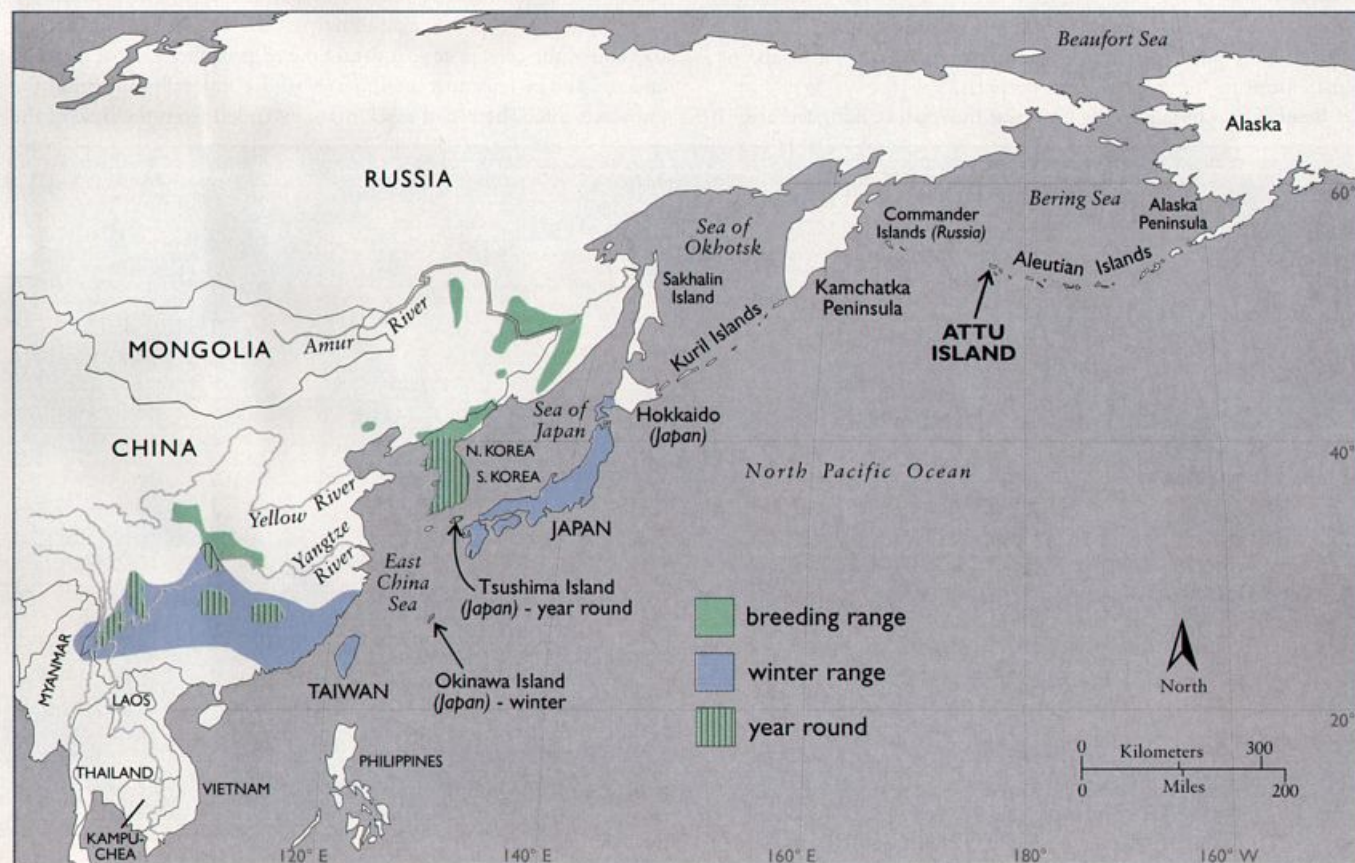 Beaufort Sea
Alaska
RUSSIA
60°
Bering Sea
Alaska
Peninsula
Sea of
Okhotsk
Commander
Islands (Russia)
Aleutian Islands
Sakhalin
Island
Kamchatka
Peninsula
Kuril Islands
ATTU
ISLAND
MONGOLIA
Amur
River
Sea of
Japan
Hokkaido
(Japan)
CHINA
N. KOREA
S. KOREA
40°
North Pacific Ocean
Yellow River
Yangtze
River
JAPAN
East
China
Sea
Tsushima Island
(Japan) - year round
breeding range
winter range
year round
Okinawa Island
(Japan) - winter
TAIWAN
MYANMAR
LAOS
North
20°
THAILAND
VIETNAM
PHILIPPINES
KAMPU-
CHEA
0 Kilometers 300
0 Miles 200
120° E
140° E
160° E
180°
160° W